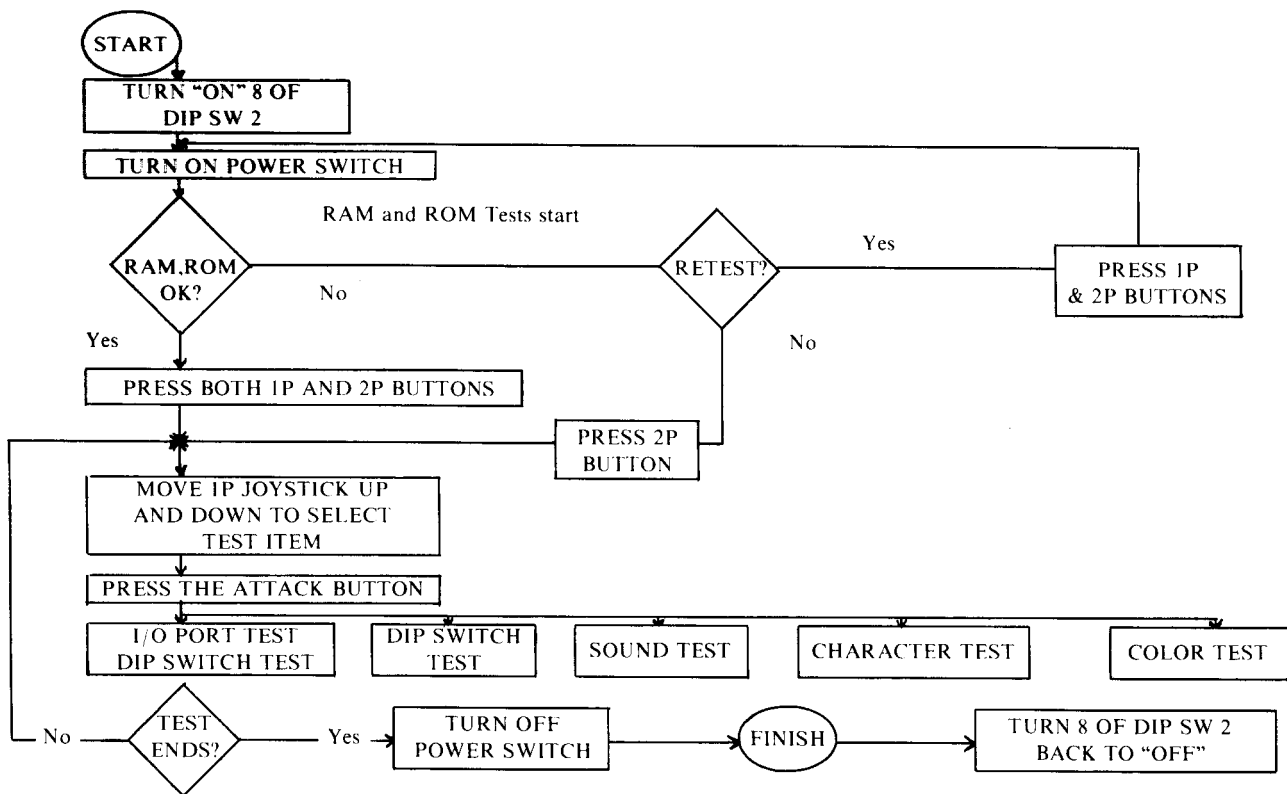 START
TURN “ON” 8 OF
DIP SW 2
TURN ON POWER SWITCH
RAM and ROM Tests start
RAM,ROM
OK?
No
Yes
RETEST?
Yes
No
PRESS 1P
& 2P BUTTONS
PRESS BOTH 1P AND 2P BUTTONS
PRESS 2P
BUTTON
MOVE 1P JOYSTICK UP
AND DOWN TO SELECT
TEST ITEM
PRESS THE ATTACK BUTTON
I/O PORT TEST
DIP SWITCH TEST
DIP SWITCH
TEST
SOUND TEST
CHARACTER TEST
COLOR TEST
No
TEST
ENDS?
Yes
TURN OFF
POWER SWITCH
FINISH
TURN 8 OF DIP SW 2
BACK TO “OFF”